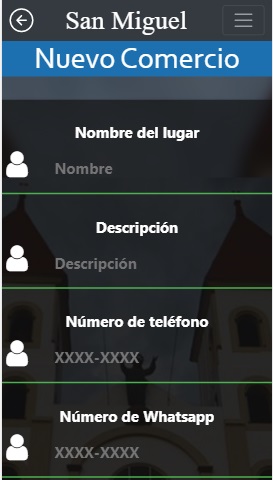 San Miguel
Nuevo Comercio
Nombre del lugar
Nombre
Descripción
Descripción
Número de teléfono
XXXX-XXXX
Número de Whatsapp
XXXX-XXXX